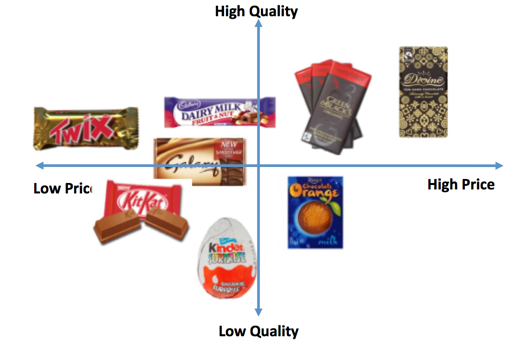 High Quality
Divine
Cadbury
DAIRY MILK
FRUIT & NUT
TWIX
NEW
Galaxy
Low Price
High Price
KitKat
Chocolate
Orange
milk
Kinder
SURPRISE
Low Quality